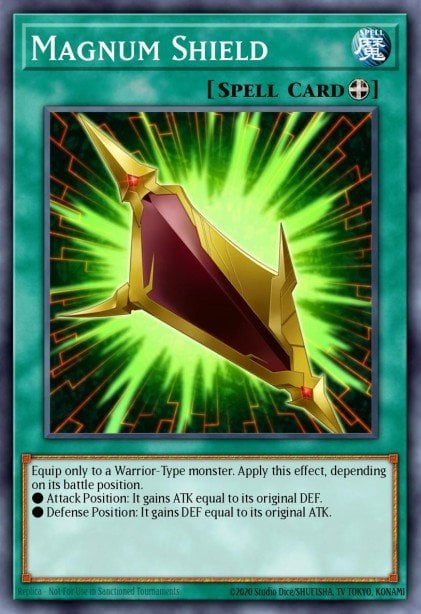 MAGNUM SHIELD
SPELL
魔
[SPELL CARD]
Equip only to a Warrior-Type monster. Apply this effect, depending
on its battle position.
● Attack Position: It gains ATK equal to its original DEF.
● Defense Position: It gains DEF equal to its original ATK.
Replica - Not For Use in Sanctioned Tournaments
©2020 Studio Dice/SHUEISHA, TV TOKYO, KONAMI